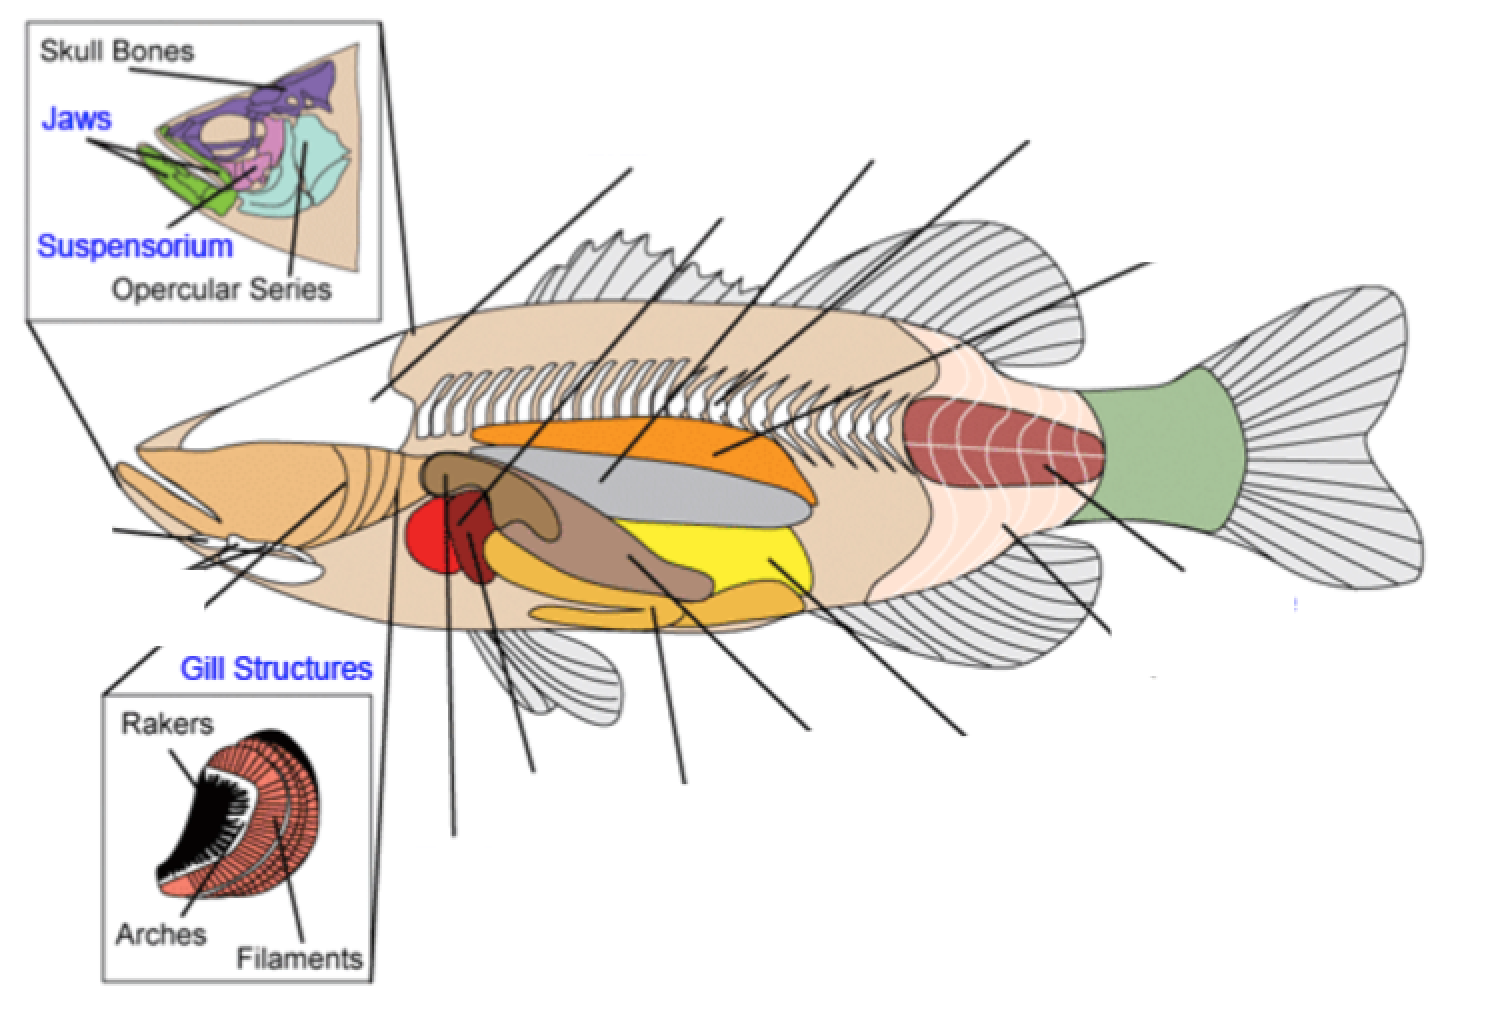 Skull Bones
Jaws
Suspensorium
Opercular Series
Gill Structures
Rakers
Arches
Filaments